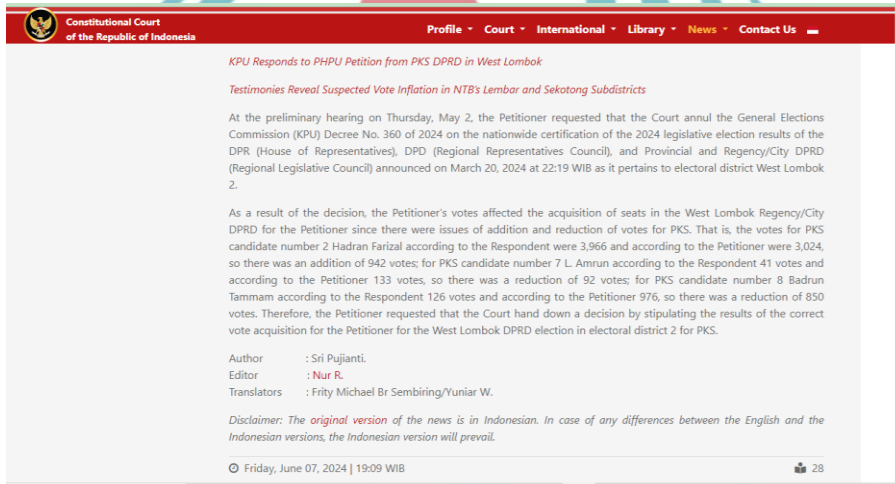 Constitutional Court
of the Republic of Indonesia
Profile Court International Library News Contact Us
KPU Responds to PHPU Petition from PKS DPRD in West Lombok
Testimonies Reveal Suspected Vote Inflation in NTB's Lembar and Sekotong Subdistricts
At the preliminary hearing on Thursday, May 2, the Petitioner requested that the Court annul the General Elections
Commission (KPU) Decree No. 360 of 2024 on the nationwide certification of the 2024 legislative election results of the
DPR (House of Representatives), DPD (Regional Representatives Council), and Provincial and Regency/City DPRD
(Regional Legislative Council) announced on March 20, 2024 at 22:19 WIB as it pertains to electoral district West Lombok
2.
As a result of the decision, the Petitioner's votes affected the acquisition of seats in the West Lombok Regency/City
DPRD for the Petitioner since there were issues of addition and reduction of votes for PKS. That is, the votes for PKS
candidate number 2 Hadran Farizal according to the Respondent were 3,966 and according to the Petitioner were 3,024,
so there was an addition of 942 votes; for PKS candidate number 7 L. Amrun according to the Respondent 41 votes and
according to the Petitioner 133 votes, so there was a reduction of 92 votes; for PKS candidate number 8 Badrun
Tammam according to the Respondent 126 votes and according to the Petitioner 976, so there was a reduction of 850
votes. Therefore, the Petitioner requested that the Court hand down a decision by stipulating the results of the correct
vote acquisition for the Petitioner for the West Lombok DPRD election in electoral district 2 for PKS.
Author : Sri Pujianti.
Editor : Nur R.
Translators : Frity Michael Br Sembiring/Yuniar W.
Disclaimer: The original version of the news is in Indonesian. In case of any differences between the English and the
Indonesian versions, the Indonesian version will prevail.
Friday, June 07, 2024 | 19:09 WIB 28